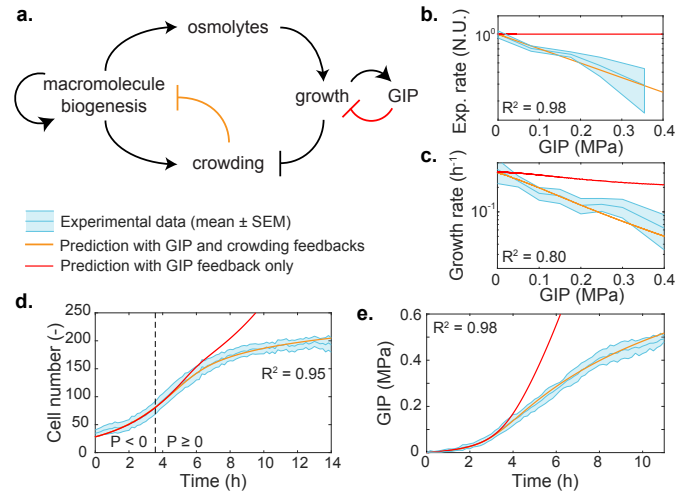 a.
osmolytes
macromolecule
biogenesis
growth
GIP
crowding
Experimental data (mean ± SEM)
Prediction with GIP and crowding feedbacks
Prediction with GIP feedback only
b.
Exp. rate (N.U.)
10⁰
R² = 0.98
0 0.1 0.2 0.3 0.4
GIP (MPa)
c.
Growth rate (h⁻¹)
10⁻¹
R² = 0.80
0 0.1 0.2 0.3 0.4
GIP (MPa)
d.
Cell number (-)
250
200
150
100
50
0
R² = 0.95
P < 0 P ≥ 0
0 2 4 6 8 10 12 14
Time (h)
e.
GIP (MPa)
0.6
0.4
0.2
0
R² = 0.98
0 2 4 6 8 10
Time (h)